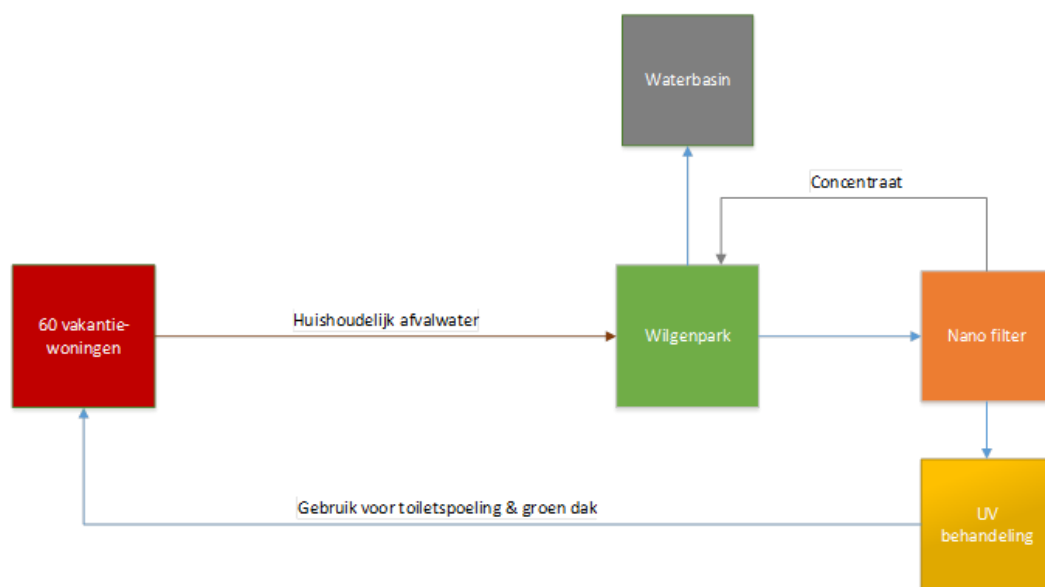 Waterbasin
Concentraat
60 vakantie-
woningen
Huishoudelijk afvalwater
Wilgenpark
Nano filter
Gebruik voor toiletspoeling & groen dak
UV
behandeling